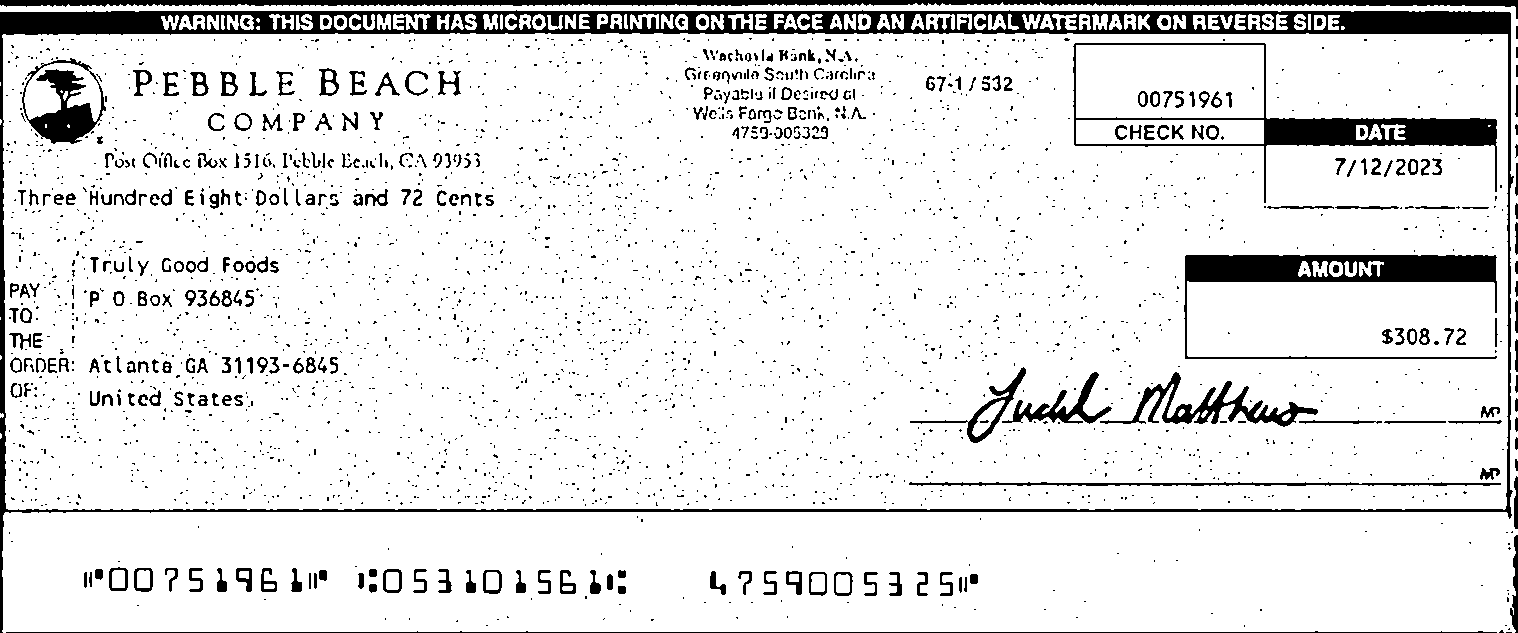 WARNING: THIS DOCUMENT HAS MICROLINE PRINTING ON THE FACE AND AN ARTIFICIAL WATERMARK ON REVERSE SIDE.
PEBBLE BEACH
COMPANY
Post Office Box 1516, Pebble Beach, CA 93953
Wachovia Bank, N.A.
Greenville South Carolina
Payable if Desired at
Wells Fargo Bank, N.A.
67-1 / 532
00751961
CHECK NO.
DATE
7/12/2023
Three Hundred Eight Dollars and 72 Cents
PAY
TO
THE
ORDER:
OF:
Truly Good Foods
P O Box 936845
Atlanta GA 31193-6845
United States
AMOUNT
$308.72
Matthews
MP
MP
⑈00751961⑈ ⑆053101561⑆ 4759005325⑈